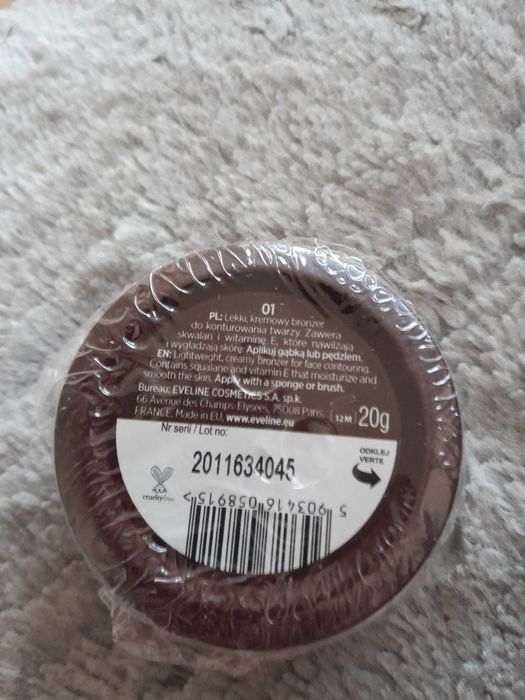 01
PL: Lekki, kremowy bronzer
do konturowania twarzy. Zawiera
skwalan i witaminę E, które nawilżają
i wygładzają skórę. Aplikuj gąbką lub pędzlem.
EN: Lightweight, creamy bronzer for face contouring.
Contains squalane and vitamin E that moisturize and
smooth the skin. Apply with a sponge or brush.
Bureau: EVELINE COSMETICS S.A. sp.k.
66 Avenue des Champs-Elysées, 75008 Paris,
FRANCE, Made in EU, www.eveline.eu
12M 20g
Nr serii / Lot no:
2011634045
ODKLEJ
VERTE
crueltyfree
5 903416 058915>